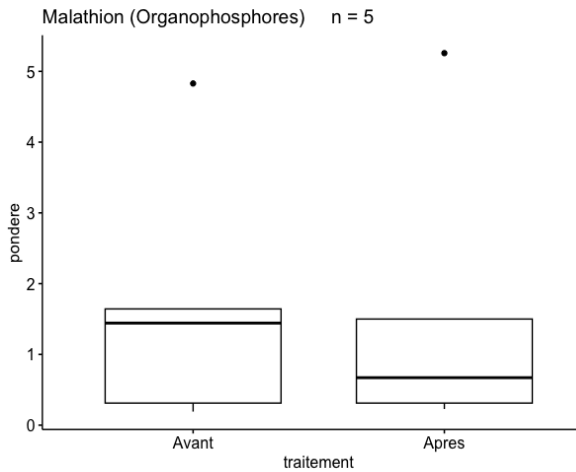 Malathion (Organophosphores) n = 5
5
4
3
2
1
0
pondere
Avant Apres
traitement